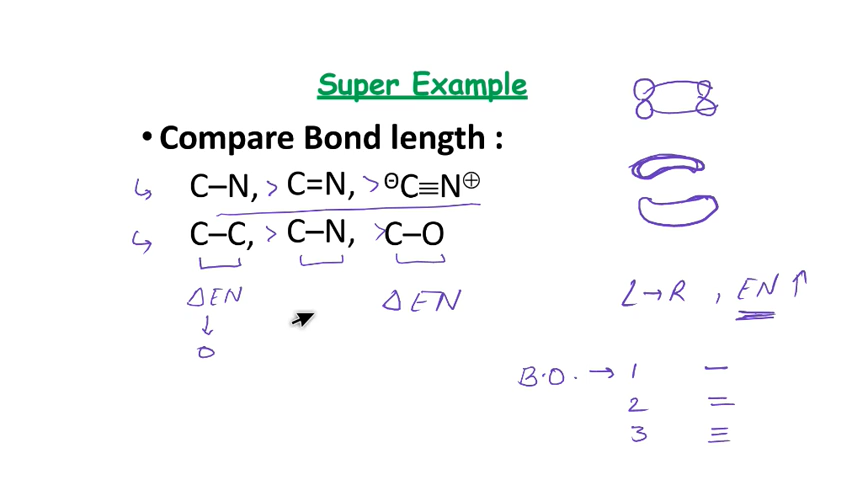 Super Example
• Compare Bond length :
↳ C–N, > C=N, > ⊖C≡N⊕
↳ C–C, > C–N, > C–O
ΔEN ΔEN
↓
0
L→R , EN ↑
B.O. → 1 –
2 =
3 ≡